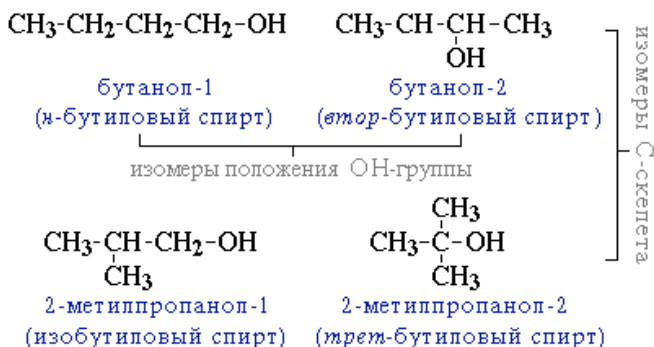 CH₃-CH₂-CH₂-CH₂-OH
CH₃-CH-CH-CH₃
OH
бутанол-1
(н-бутиловый спирт)
бутанол-2
(втор-бутиловый спирт)
изомеры положения OH-группы
изомеры C-скелета
CH₃-CH-CH₂-OH
CH₃
CH₃
CH₃-C-OH
CH₃
2-метилпропанол-1
(изобутиловый спирт)
2-метилпропанол-2
(трет-бутиловый спирт)